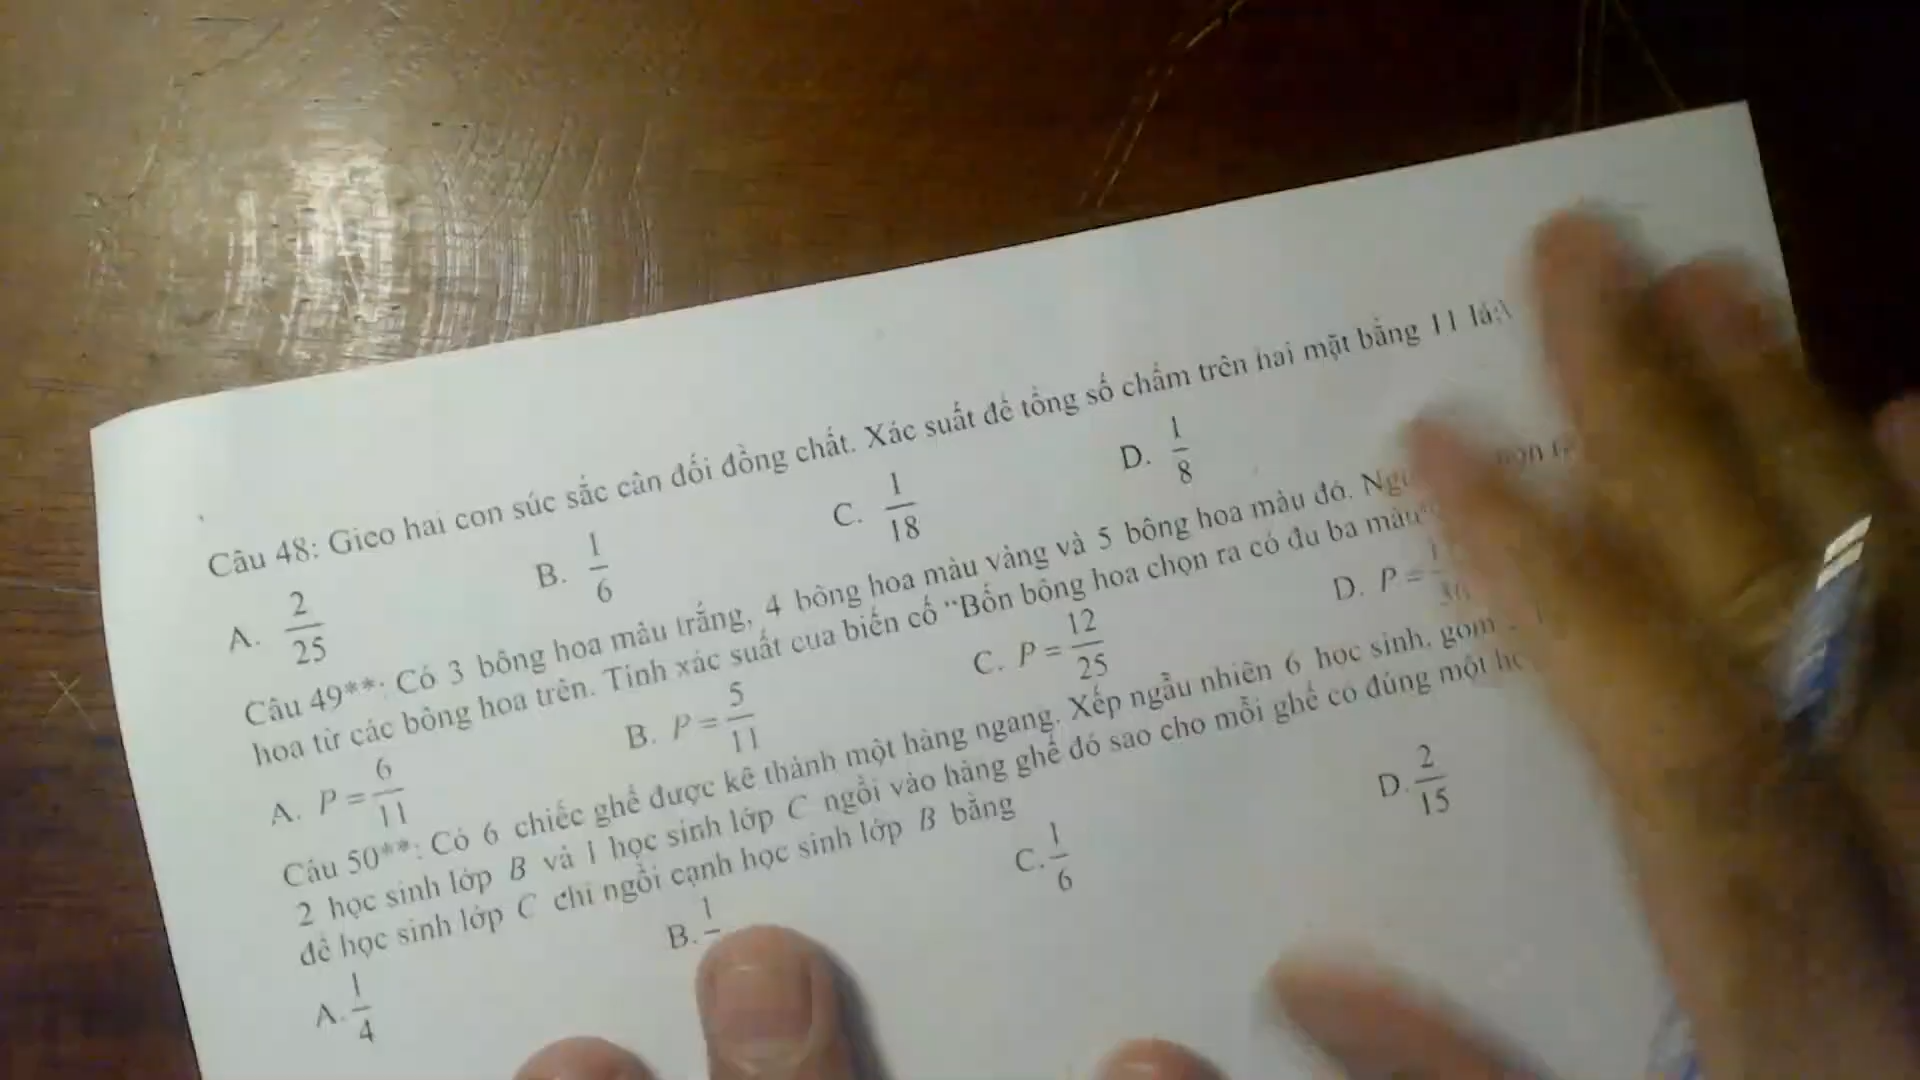 Câu 48: Gieo hai con súc sắc cân đối đồng chất. Xác suất để tổng số chấm trên hai mặt bằng 11 là:\
A. 2/25 B. 1/6 C. 1/18 D. 1/8
Câu 49**: Có 3 bông hoa màu trắng, 4 bông hoa màu vàng và 5 bông hoa màu đỏ.
hoa từ các bông hoa trên. Tính xác suất của biến cố “Bốn bông hoa chọn ra có đủ ba màu”
A. P = 6/11 B. P = 5/11 C. P = 12/25 D. P =
Câu 50**: Có 6 chiếc ghế được kê thành một hàng ngang. Xếp ngẫu nhiên 6 học sinh, gồm
2 học sinh lớp B và 1 học sinh lớp C ngồi vào hàng ghế đó sao cho mỗi ghế có đúng một
để học sinh lớp C chỉ ngồi cạnh học sinh lớp B bằng
A. 1/4 B. C. 1/6 D. 2/15